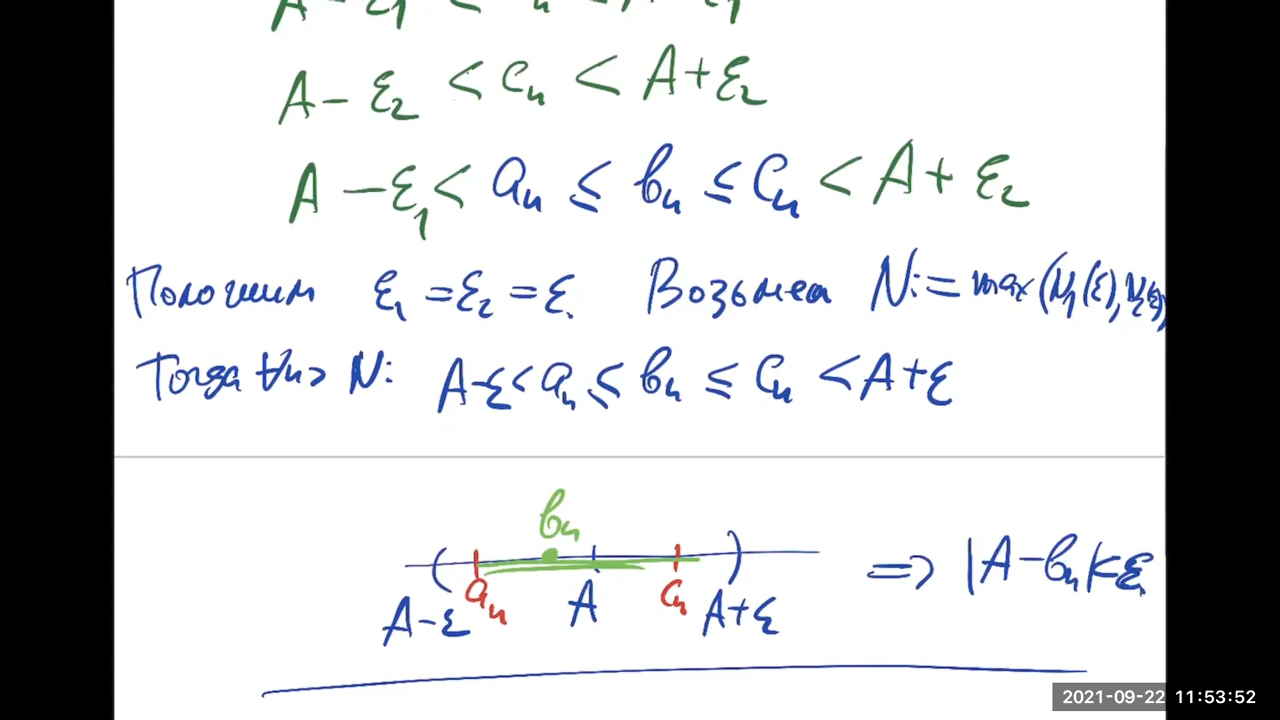 A - ε₂ < cₙ < A + ε₂
A - ε₁ < aₙ ≤ bₙ ≤ cₙ < A + ε₂
Положим ε₁ = ε₂ = ε. Возьмем N := max(N₁(ε), N₂(ε)
Тогда ∀n > N: A - ε < aₙ ≤ bₙ ≤ cₙ < A + ε
bₙ
( ) ⇒ |A - bₙ| < ε
A - ε aₙ A cₙ A + ε
2021-09-22 11:53:52